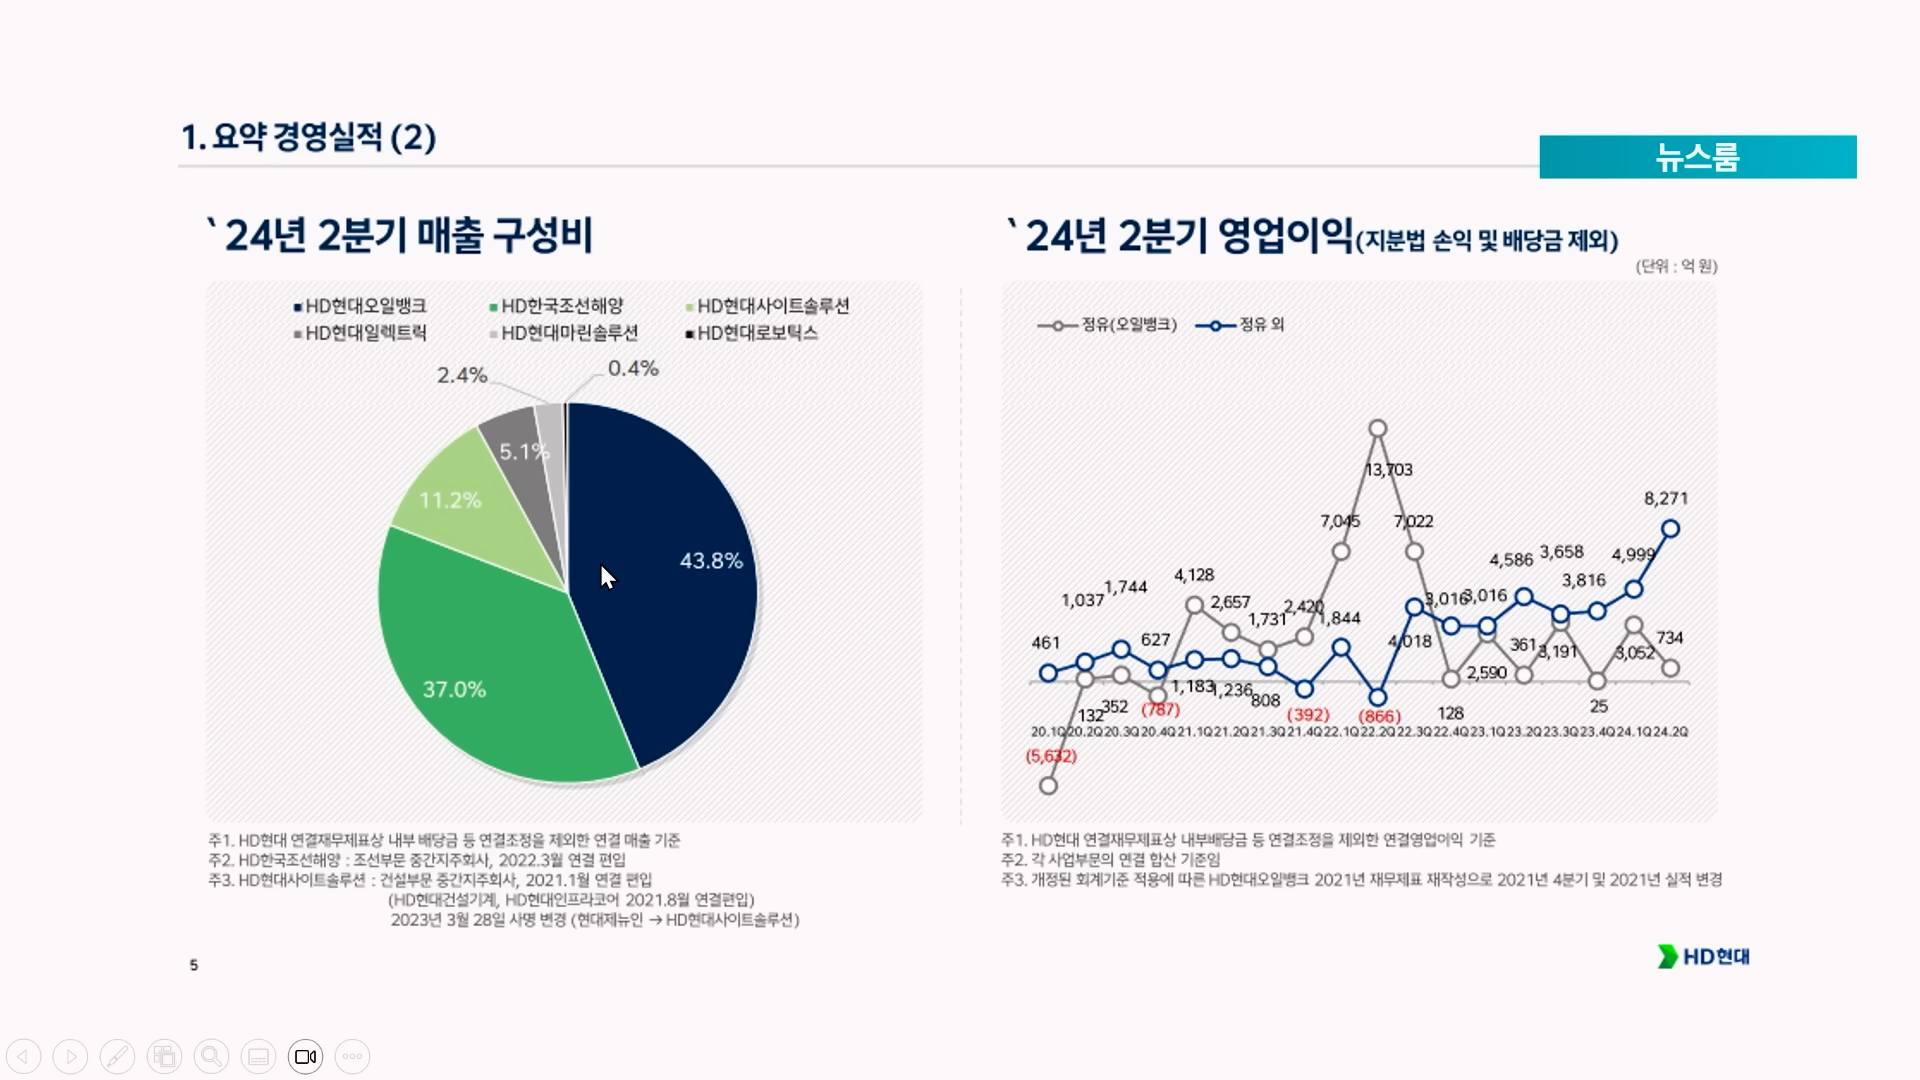 1. 요약 경영실적 (2)
뉴스룸
`24년 2분기 매출 구성비
HD현대오일뱅크 HD한국조선해양 HD현대사이트솔루션
HD현대일렉트릭 HD현대마린솔루션 HD현대로보틱스
2.4% 0.4%
5.1%
11.2%
43.8%
37.0%
주1. HD현대 연결재무제표상 내부 배당금 등 연결조정을 제외한 연결 매출 기준
주2. HD한국조선해양 : 조선부문 중간지주회사, 2022.3월 연결 편입
주3. HD현대사이트솔루션 : 건설부문 중간지주회사, 2021.1월 연결 편입
(HD현대건설기계, HD현대인프라코어 2021.8월 연결편입)
2023년 3월 28일 사명 변경 (현대제뉴인 → HD현대사이트솔루션)
`24년 2분기 영업이익(지분법 손익 및 배당금 제외)
(단위 : 억 원)
정유(오일뱅크) 정유 외
13,703
8,271
7,045 7,022
4,586 3,658 4,999
4,128 3,816
1,037 1,744 2,657 1,731 2,420 1,844 3,016 3,016
461 627 4,018 361 3,191 3,052 734
2,590
1,183 1,236 808
132 352 (787) (392) (866) 128 25
20.1Q 20.2Q 20.3Q 20.4Q 21.1Q 21.2Q 21.3Q 21.4Q 22.1Q 22.2Q 22.3Q 22.4Q 23.1Q 23.2Q 23.3Q 23.4Q 24.1Q 24.2Q
(5,632)
주1. HD현대 연결재무제표상 내부배당금 등 연결조정을 제외한 연결영업이익 기준
주2. 각 사업부문의 연결 합산 기준임
주3. 개정된 회계기준 적용에 따른 HD현대오일뱅크 2021년 재무제표 재작성으로 2021년 4분기 및 2021년 실적 변경
5
HD현대